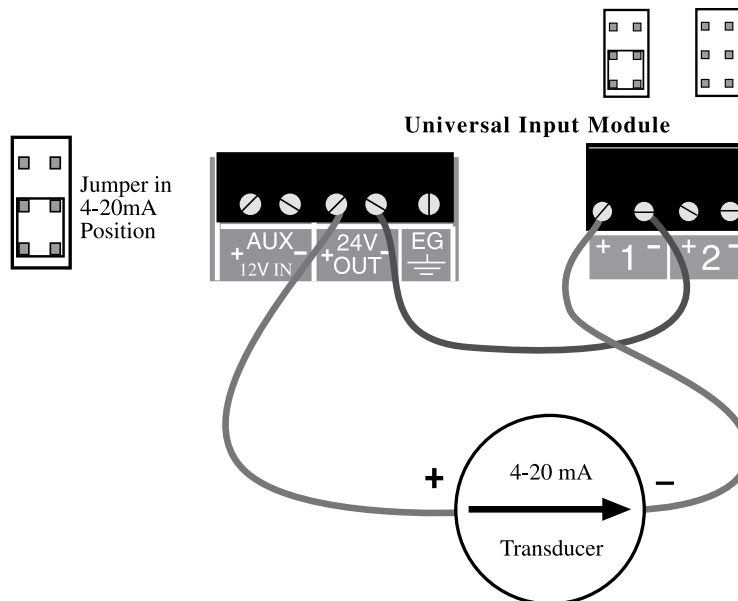 Universal Input Module
Jumper in
4-20mA
Position
+ AUX -
12V IN
+ 24V -
OUT
EG
+ 1 -
+ 2 -
+ 4-20 mA –
Transducer